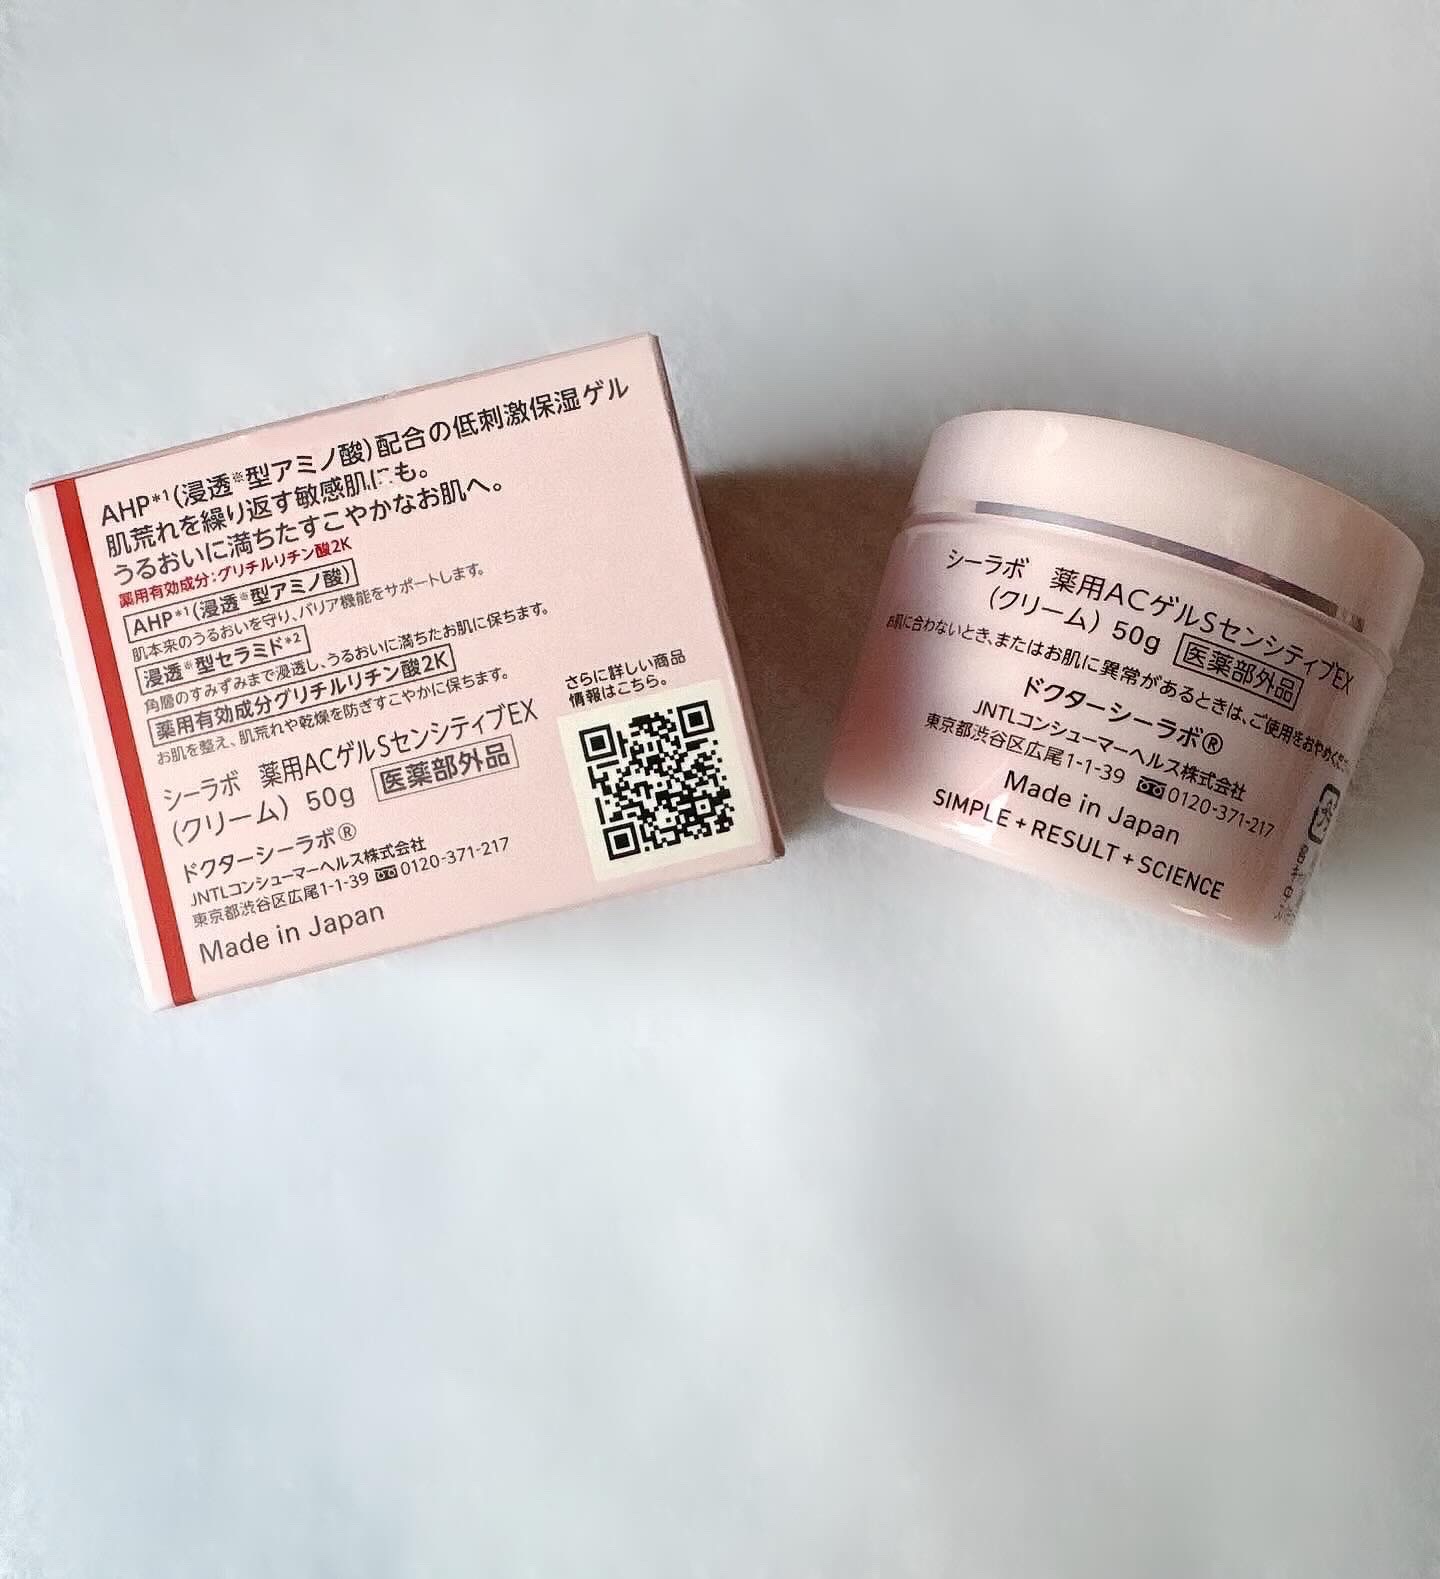 AHP*¹(浸透※型アミノ酸)配合の低刺激保湿ゲル
肌荒れを繰り返す敏感肌にも。
うるおいに満ちたすこやかなお肌へ。
薬用有効成分:グリチルリチン酸2K
AHP*¹(浸透※型アミノ酸)
肌本来のうるおいを守り、バリア機能をサポートします。
浸透※型セラミド*²
角層のすみずみまで浸透し、うるおいに満ちたお肌に保ちます。
薬用有効成分グリチルリチン酸2K
お肌を整え、肌荒れや乾燥を防ぎすこやかに保ちます。
シーラボ 薬用ACゲルSセンシティブEX
(クリーム) 50g 医薬部外品
ドクターシーラボ®
JNTLコンシューマーヘルス株式会社
東京都渋谷区広尾1-1-39 0120-371-217
Made in Japan
さらに詳しい商品
情報はこちら。
シーラボ 薬用ACゲルSセンシティブEX
(クリーム) 50g 医薬部外品
お肌に合わないとき、またはお肌に異常があるときは、ご使用をおやめくだ
ドクターシーラボ®
JNTLコンシューマーヘルス株式会社
東京都渋谷区広尾1-1-39 0120-371-217
Made in Japan
SIMPLE + RESULT + SCIENCE